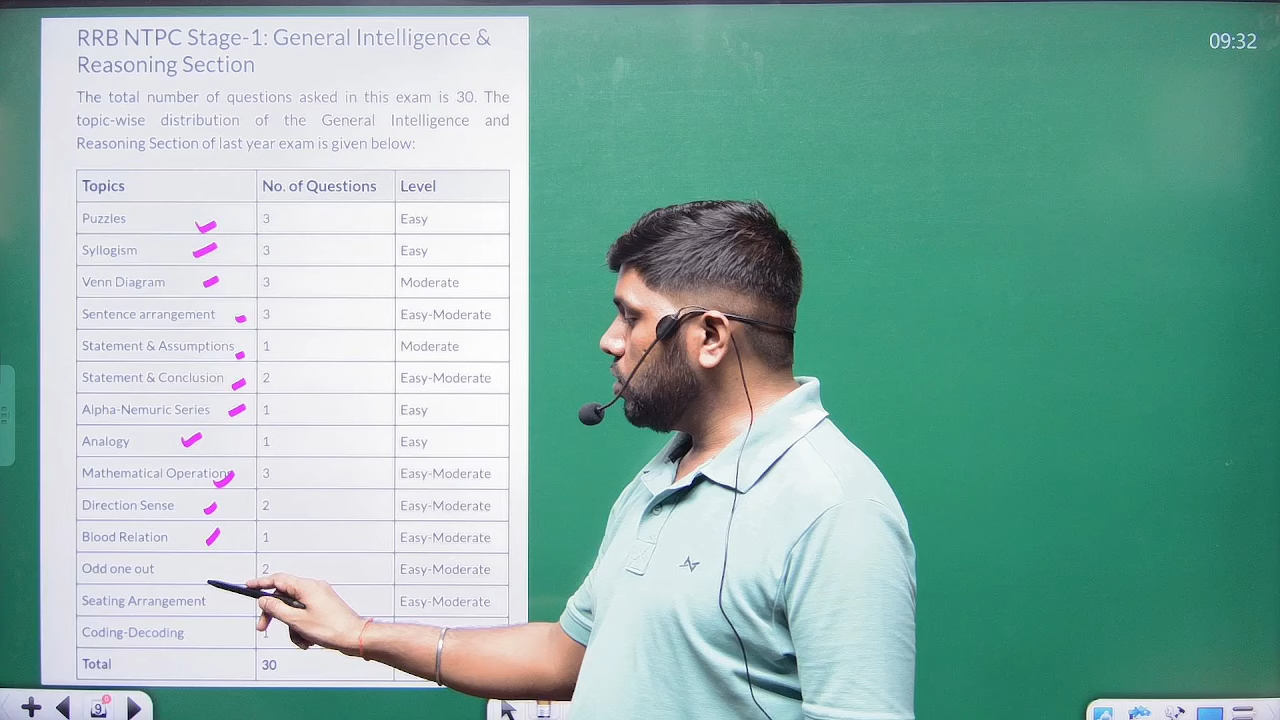 RRB NTPC Stage-1: General Intelligence &
Reasoning Section
09:32
The total number of questions asked in this exam is 30. The
topic-wise distribution of the General Intelligence and
Reasoning Section of last year exam is given below:
Topics No. of Questions Level
Puzzles 3 Easy
Syllogism 3 Easy
Venn Diagram 3 Moderate
Sentence arrangement 3 Easy-Moderate
Statement & Assumptions 1 Moderate
Statement & Conclusion 2 Easy-Moderate
Alpha-Nemuric Series 1 Easy
Analogy 1 Easy
Mathematical Operations 3 Easy-Moderate
Direction Sense 2 Easy-Moderate
Blood Relation 1 Easy-Moderate
Odd one out 2 Easy-Moderate
Seating Arrangement Easy-Moderate
Coding-Decoding 1
Total 30
9